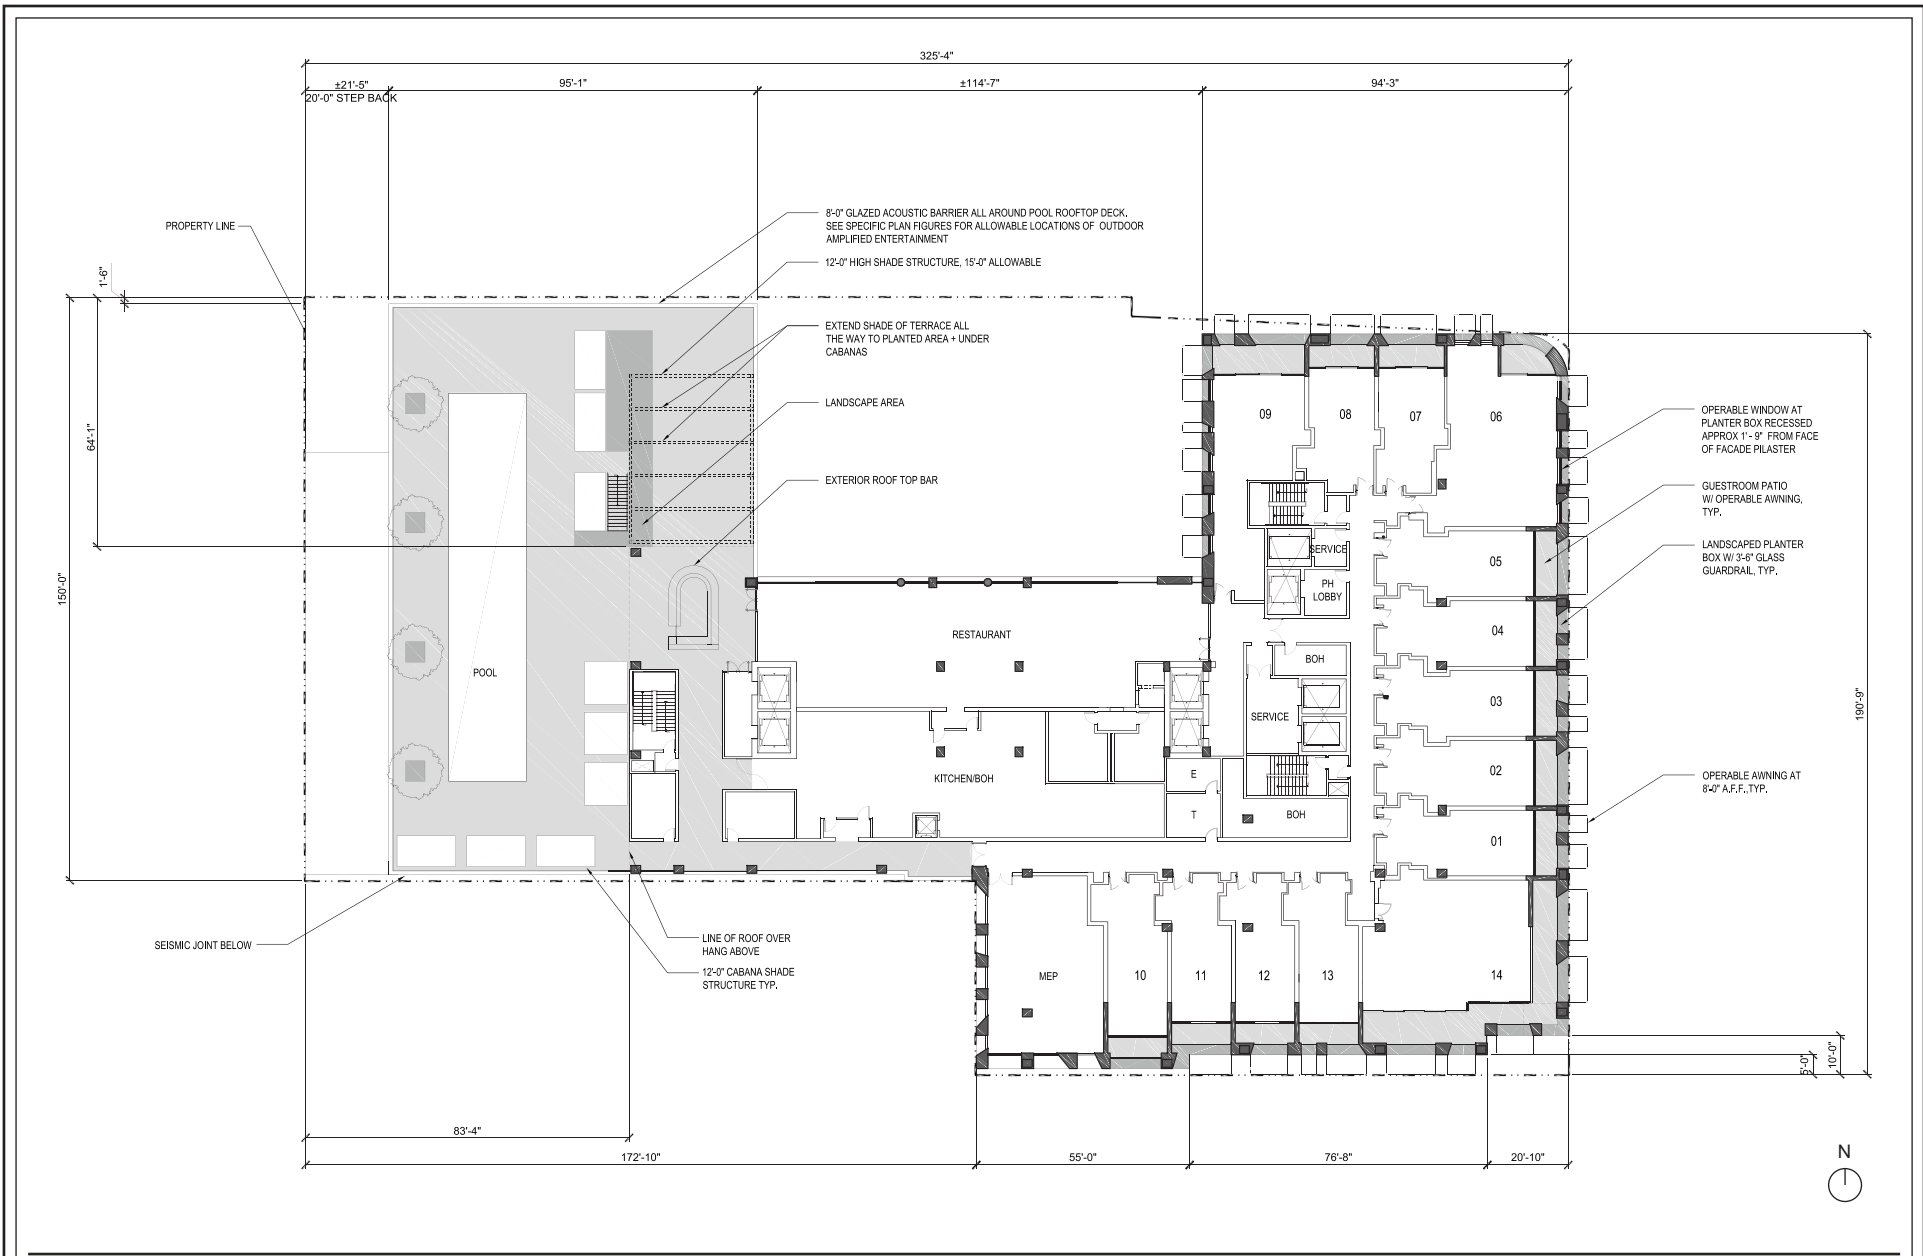 325'-4"
±21'-5"
95'-1"
±114'-7"
94'-3"
20'-0" STEP BACK
8'-0" GLAZED ACOUSTIC BARRIER ALL AROUND POOL ROOFTOP DECK.
SEE SPECIFIC PLAN FIGURES FOR ALLOWABLE LOCATIONS OF OUTDOOR
AMPLIFIED ENTERTAINMENT
PROPERTY LINE
12'-0" HIGH SHADE STRUCTURE, 15'-0" ALLOWABLE
1'-6"
EXTEND SHADE OF TERRACE ALL
THE WAY TO PLANTED AREA + UNDER
CABANAS
LANDSCAPE AREA
09
08
07
06
OPERABLE WINDOW AT
PLANTER BOX RECESSED
APPROX 1' - 9" FROM FACE
OF FACADE PILASTER
64'-1"
EXTERIOR ROOF TOP BAR
GUESTROOM PATIO
W/ OPERABLE AWNING,
TYP.
SERVICE
05
LANDSCAPED PLANTER
BOX W/ 3'-6" GLASS
GUARDRAIL, TYP.
150'-0"
PH
LOBBY
RESTAURANT
04
BOH
POOL
03
190'-9"
SERVICE
KITCHEN/BOH
E
02
OPERABLE AWNING AT
8'-0" A.F.F.,TYP.
T
BOH
01
SEISMIC JOINT BELOW
LINE OF ROOF OVER
HANG ABOVE
12'-0" CABANA SHADE
STRUCTURE TYP.
MEP
10
11
12
13
14
5'-0"
10'-0"
83'-4"
172'-10"
55'-0"
76'-8"
20'-10"
N